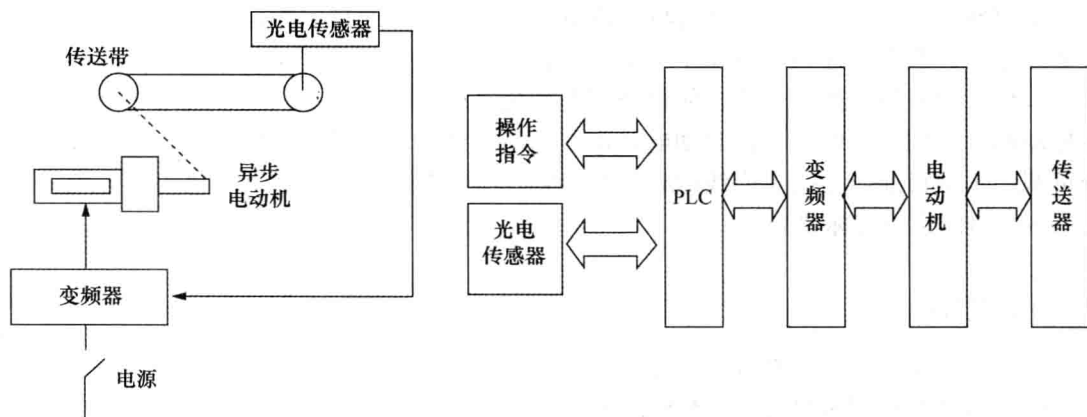 光电传感器
传送带
异步
电动机
变频器
电源
操作
指令
光电
传感器
PLC
变
频
器
电
动
机
传
送
器